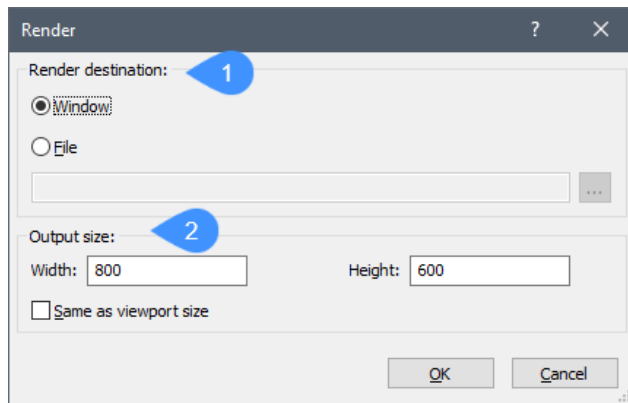 Render ?
Render destination: 1
Window
File
...
Output size: 2
Width: 800 Height: 600
Same as viewport size
OK Cancel